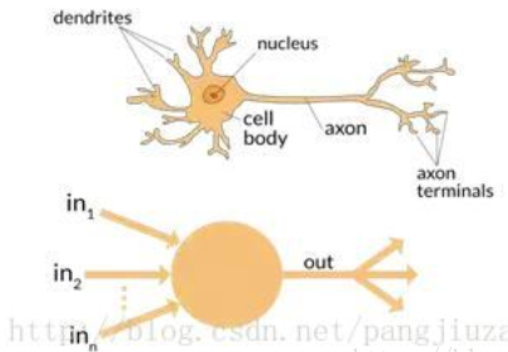 dendrites
nucleus
cell
body
axon
axon
terminals
in1
in2
out
inn
http://blog.csdn.net/pangjiuza